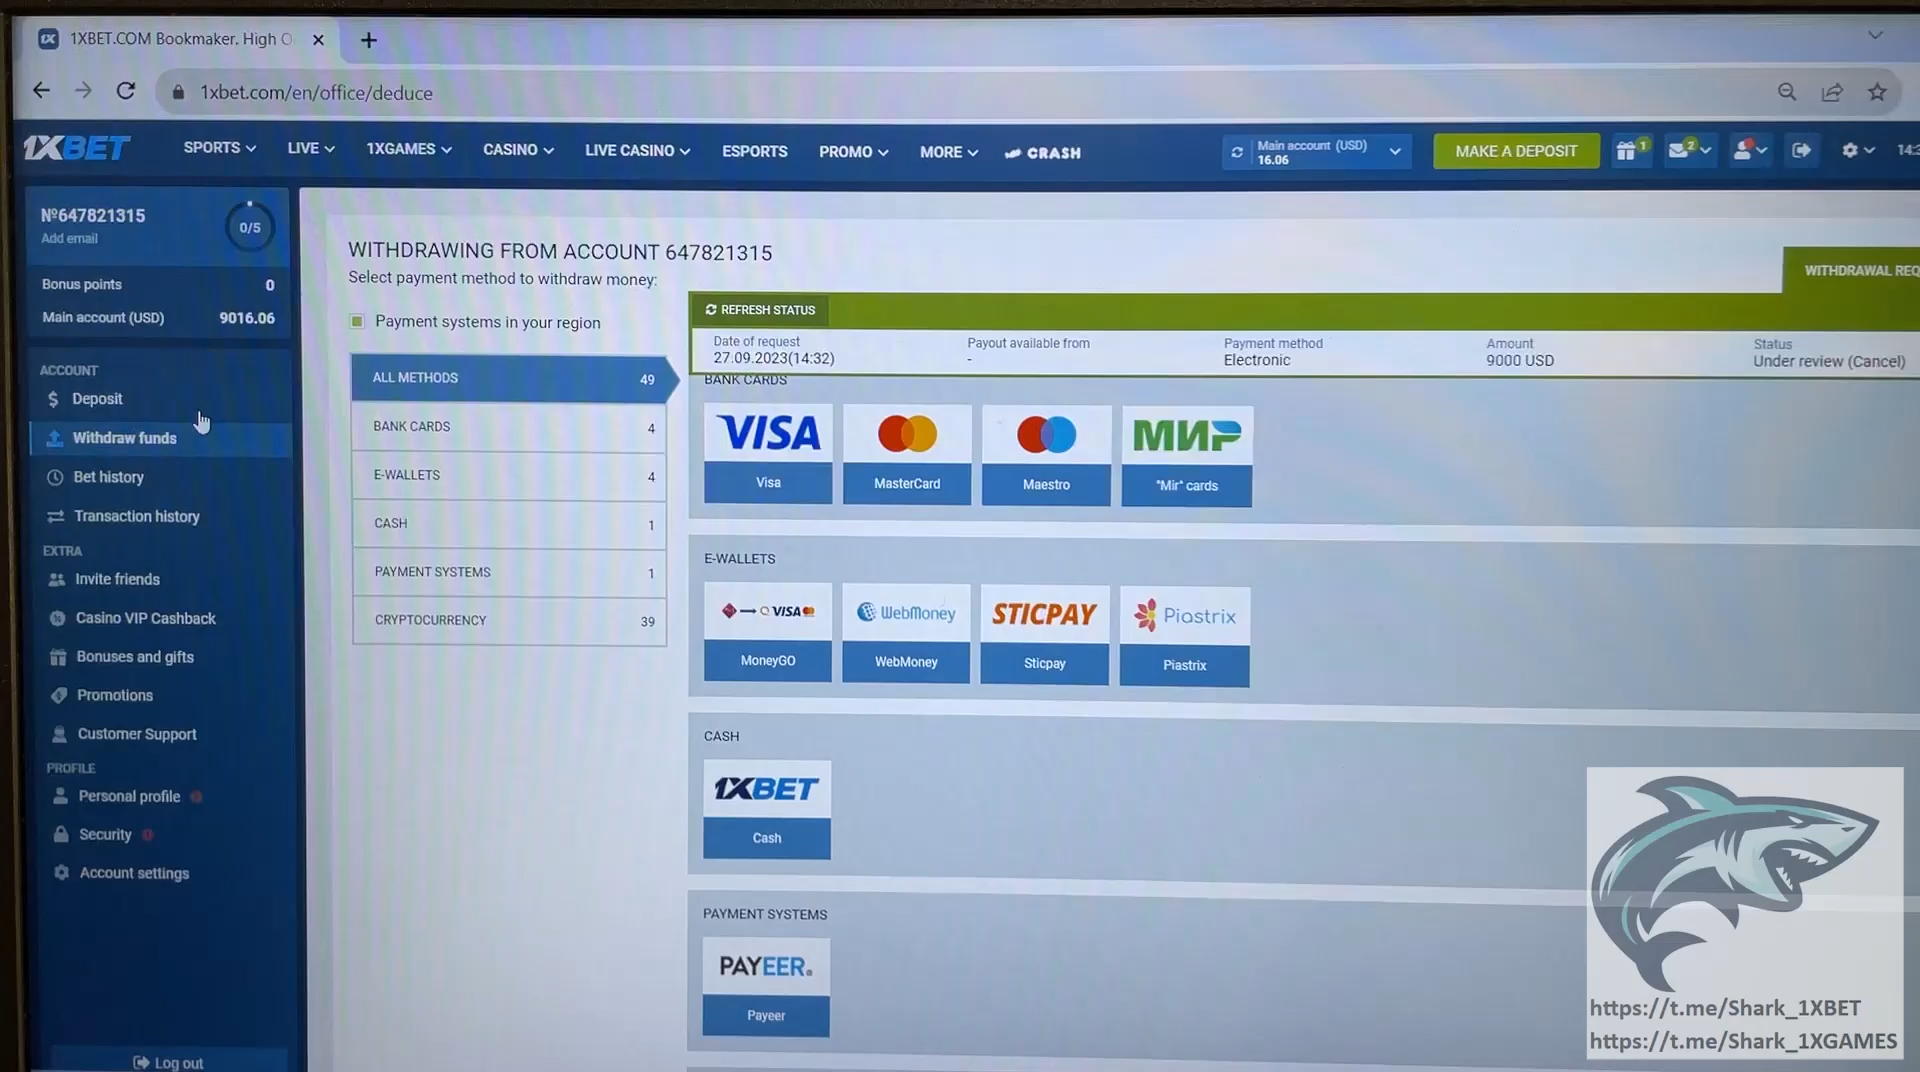 1XBET.COM Bookmaker. High O
1xbet.com/en/office/deduce
1XBET SPORTS LIVE 1XGAMES CASINO LIVE CASINO ESPORTS PROMO MORE CRASH
Main account (USD)
16.06
MAKE A DEPOSIT
1
2
14:3
№647821315
Add email
0/5
Bonus points 0
Main account (USD) 9016.06
ACCOUNT
Deposit
Withdraw funds
Bet history
Transaction history
EXTRA
Invite friends
Casino VIP Cashback
Bonuses and gifts
Promotions
Customer Support
PROFILE
Personal profile
Security
Account settings
Log out
WITHDRAWING FROM ACCOUNT 647821315
Select payment method to withdraw money:
WITHDRAWAL REQ
Payment systems in your region
ALL METHODS 49
BANK CARDS 4
E-WALLETS 4
CASH 1
PAYMENT SYSTEMS 1
CRYPTOCURRENCY 39
REFRESH STATUS
Date of request Payout available from Payment method Amount Status
27.09.2023(14:32) - Electronic 9000 USD Under review (Cancel)
BANK CARDS
VISA МИР
Visa MasterCard Maestro "Mir" cards
E-WALLETS
VISA WebMoney STICPAY Piastrix
MoneyGO WebMoney Sticpay Piastrix
CASH
1XBET
Cash
PAYMENT SYSTEMS
PAYEER
Payeer
https://t.me/Shark_1XBET
https://t.me/Shark_1XGAMES